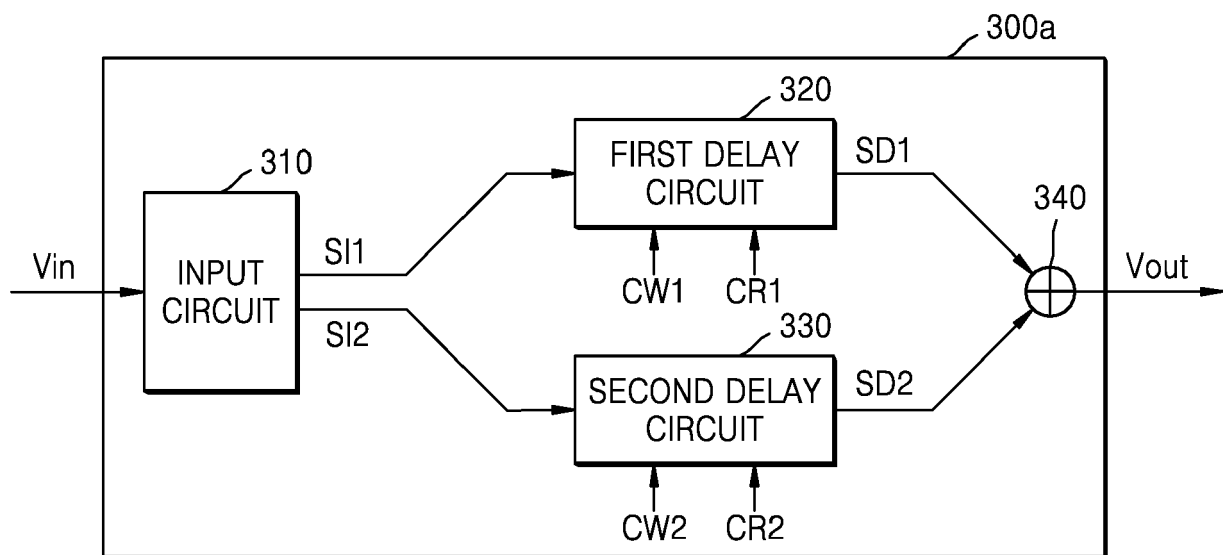 300a
320
FIRST DELAY
CIRCUIT
SD1
310
340
INPUT
CIRCUIT
SI1
Vin
Vout
CW1
CR1
SI2
330
SECOND DELAY
CIRCUIT
SD2
CW2
CR2